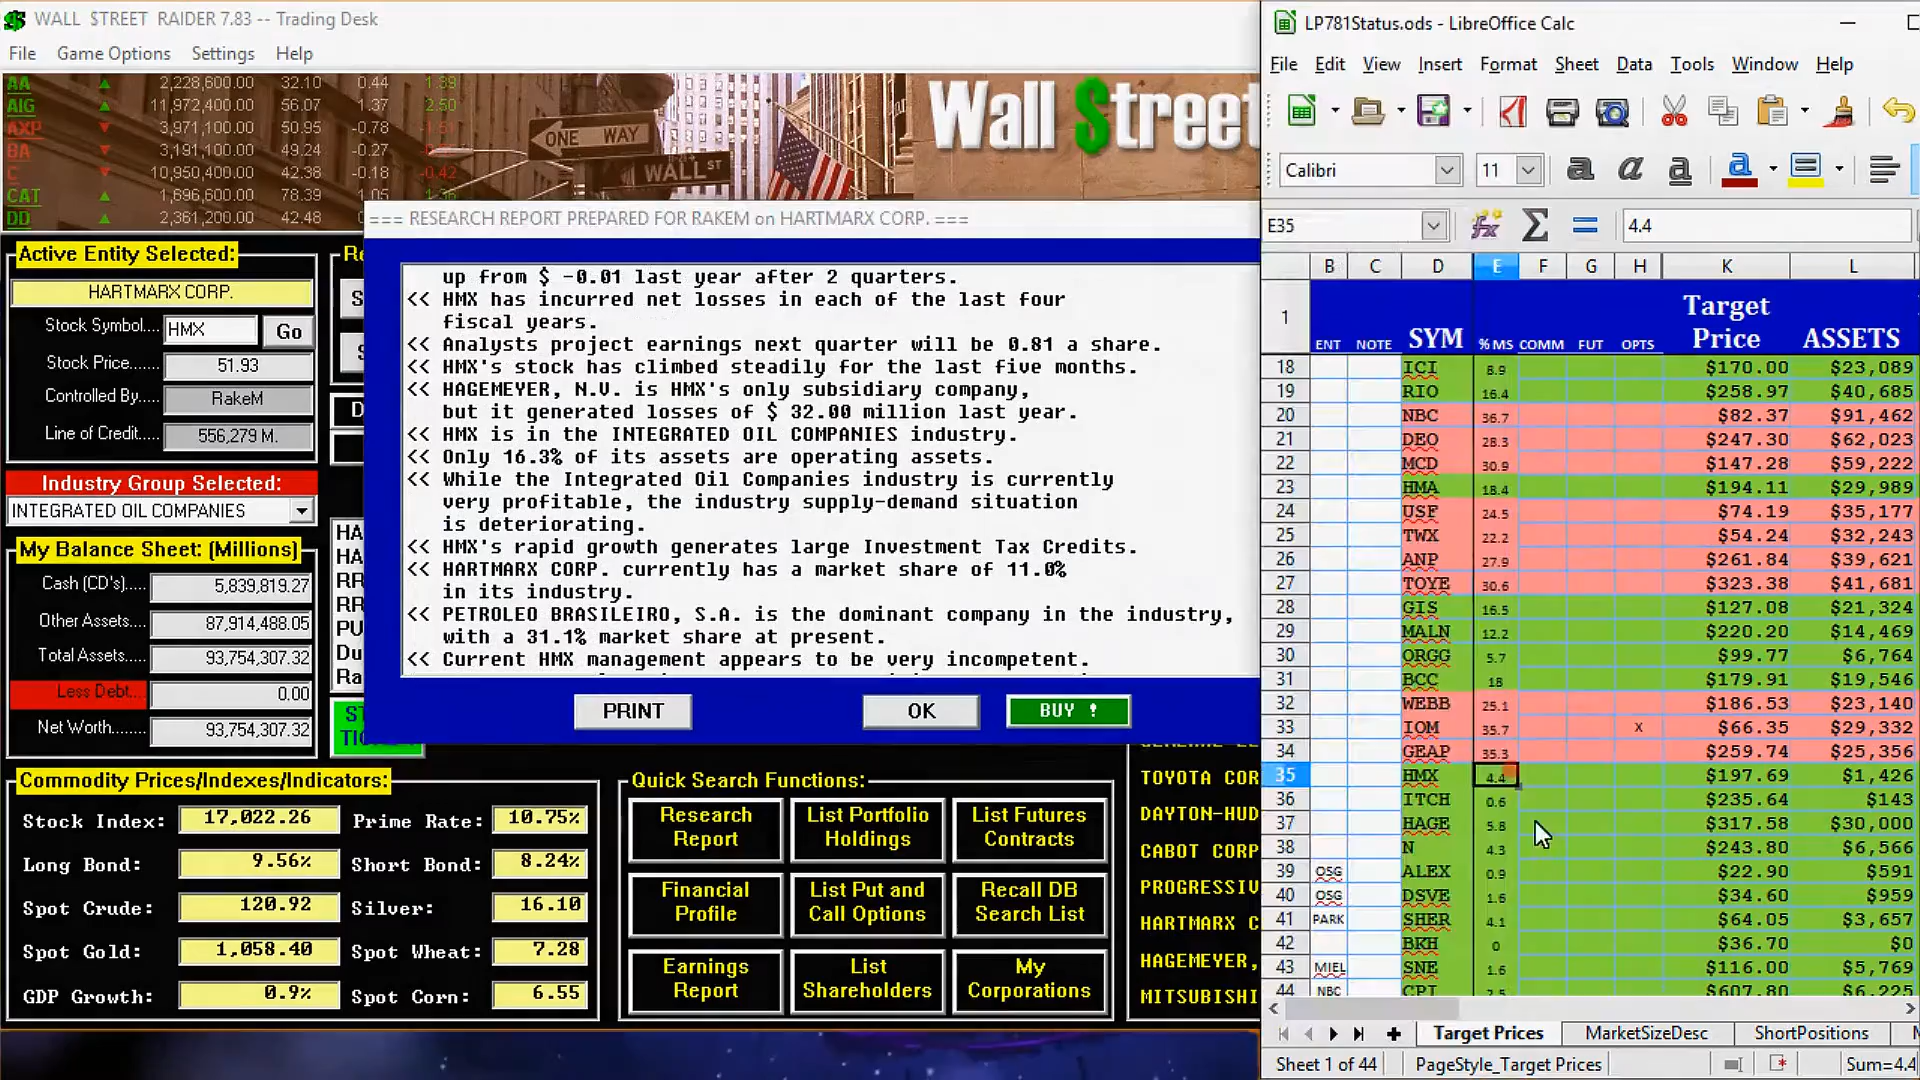 WALL $TREET RAIDER 7.83 -- Trading Desk
File Game Options Settings Help
AA 2,228,600.00 32.10 0.44 1.39
AIG 11,972,400.00 56.07 1.37 2.50
AXP 3,971,100.00 50.95 -0.78
BA 3,191,100.00 49.24 -0.27
C 10,950,400.00 42.38 -0.18
CAT 1,696,600.00 78.39 1.05 1.36
DD 2,361,200.00 42.48
ONE WAY
WALL ST
Wall $treet
Active Entity Selected:
HARTMARX CORP.
Stock Symbol.... HMX Go
Stock Price..... 51.93
Controlled By.... RakeM
Line of Credit.... 556,279 M.
Industry Group Selected:
INTEGRATED OIL COMPANIES
My Balance Sheet: (Millions)
Cash (CD's)..... 5,839,819.27
Other Assets.... 87,914,488.05
Total Assets.... 93,754,307.32
Less Debt.... 0.00
Net Worth........ 93,754,307.32
=== RESEARCH REPORT PREPARED FOR RAKEM on HARTMARX CORP. ===
up from $ -0.01 last year after 2 quarters.
<< HMX has incurred net losses in each of the last four
fiscal years.
<< Analysts project earnings next quarter will be 0.81 a share.
<< HMX's stock has climbed steadily for the last five months.
<< HAGEMEYER, N.V. is HMX's only subsidiary company,
but it generated losses of $ 32.00 million last year.
<< HMX is in the INTEGRATED OIL COMPANIES industry.
<< Only 16.3% of its assets are operating assets.
<< While the Integrated Oil Companies industry is currently
very profitable, the industry supply-demand situation
is deteriorating.
<< HMX's rapid growth generates large Investment Tax Credits.
<< HARTMARX CORP. currently has a market share of 11.0%
in its industry.
<< PETROLEO BRASILEIRO, S.A. is the dominant company in the industry,
with a 31.1% market share at present.
<< Current HMX management appears to be very incompetent.
PRINT OK BUY !
Commodity Prices/Indexes/Indicators:
Stock Index: 17,022.26 Prime Rate: 10.75%
Long Bond: 9.56% Short Bond: 8.24%
Spot Crude: 120.92 Silver: 16.10
Spot Gold: 1,058.40 Spot Wheat: 7.28
GDP Growth: 0.9% Spot Corn: 6.55
Quick Search Functions:
Research Report
List Portfolio Holdings
List Futures Contracts
Financial Profile
List Put and Call Options
Recall DB Search List
Earnings Report
List Shareholders
My Corporations
TOYOTA COR
DAYTON-HUD
CABOT CORP
PROGRESSIV
HARTMARX C
HAGEMEYER,
MITSUBISHI
LP781Status.ods - LibreOffice Calc
File Edit View Insert Format Sheet Data Tools Window Help
Calibri 11
E35 4.4
B C D E F G H K L
1 ENT NOTE SYM % MS COMM FUT OPTS Target Price ASSETS
18 ICI 8.9 $170.00 $23,089
19 RIO 16.4 $258.97 $40,685
20 NBC 36.7 $82.37 $91,462
21 DEO 28.3 $247.30 $62,023
22 MCD 30.9 $147.28 $59,222
23 HMA 18.4 $194.11 $29,989
24 USF 24.5 $74.19 $35,177
25 TWX 22.2 $54.24 $32,243
26 ANP 27.9 $261.84 $39,621
27 TOYE 30.6 $323.38 $41,681
28 GIS 16.5 $127.08 $21,324
29 MALN 12.2 $220.20 $14,469
30 ORGG 5.7 $99.77 $6,764
31 BCC 18 $179.91 $19,546
32 WEBB 25.1 $186.53 $23,140
33 IOM 35.7 X $66.35 $29,332
34 GEAP 35.3 $259.74 $25,356
35 HMX 4.4 $197.69 $1,426
36 ITCH 0.6 $235.64 $143
37 HAGE 5.8 $317.58 $30,000
38 N 4.3 $243.80 $6,566
39 OSG ALEX 0.9 $22.90 $591
40 OSG DSVE 1.6 $34.60 $959
41 PARK SHER 4.1 $64.05 $3,657
42 BKH 0 $36.70 $0
43 MIEL SNE 1.6 $116.00 $5,769
44 NBC CPT 2.5 $607.80 $6,225
Target Prices MarketSizeDesc ShortPositions
Sheet 1 of 44 PageStyle_Target Prices Sum=4.4